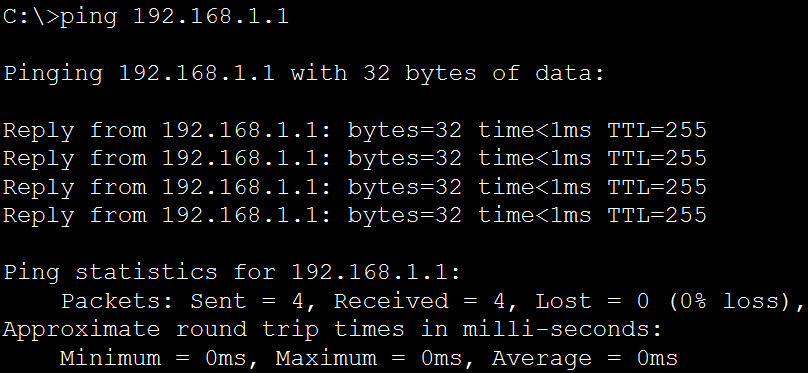 C:\>ping 192.168.1.1
Pinging 192.168.1.1 with 32 bytes of data:
Reply from 192.168.1.1: bytes=32 time<1ms TTL=255
Reply from 192.168.1.1: bytes=32 time<1ms TTL=255
Reply from 192.168.1.1: bytes=32 time<1ms TTL=255
Reply from 192.168.1.1: bytes=32 time<1ms TTL=255
Ping statistics for 192.168.1.1:
    Packets: Sent = 4, Received = 4, Lost = 0 (0% loss),
Approximate round trip times in milli-seconds:
    Minimum = 0ms, Maximum = 0ms, Average = 0ms